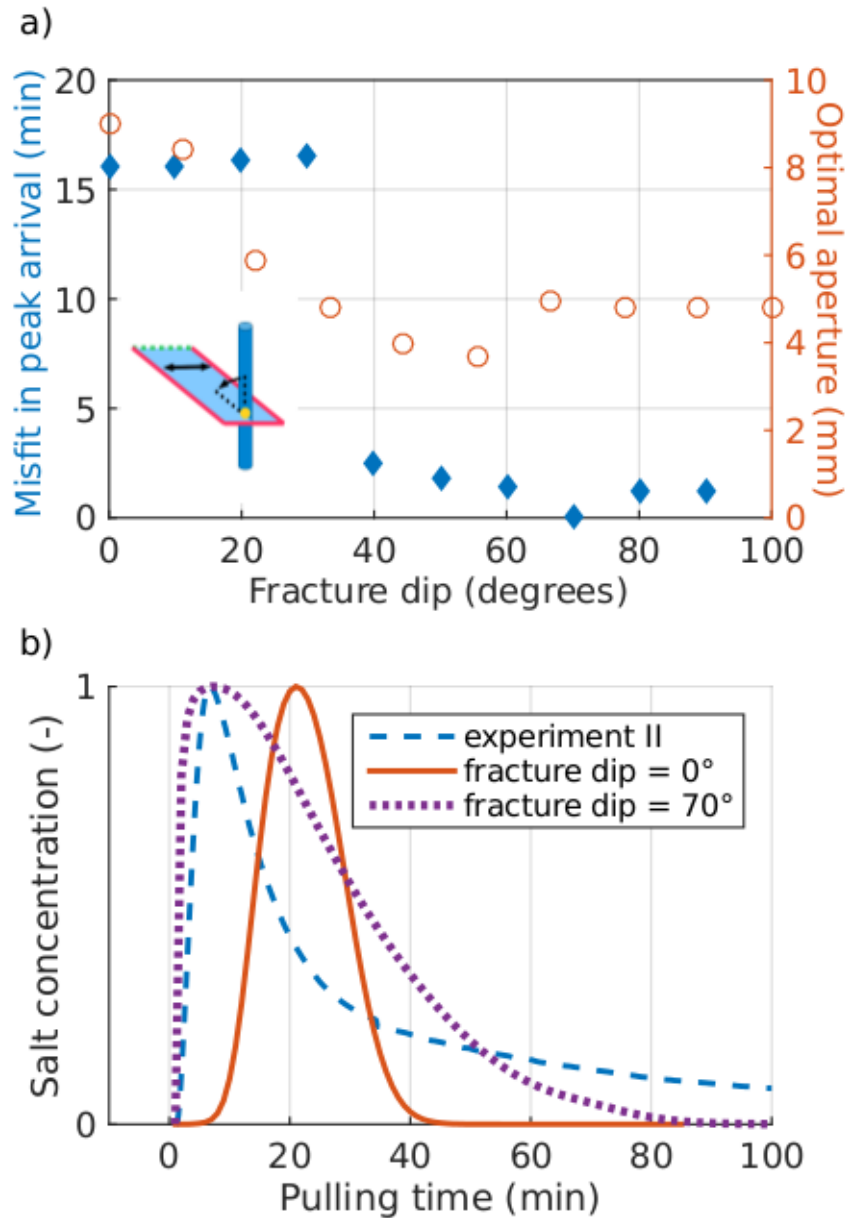 a)
Misfit in peak arrival (min)
20
15
10
5
0
10
8
6
4
2
0
Optimal aperture (mm)
0 20 40 60 80 100
Fracture dip (degrees)
b)
Salt concentration (-)
1
0
experiment II
fracture dip = 0°
fracture dip = 70°
0 20 40 60 80 100
Pulling time (min)